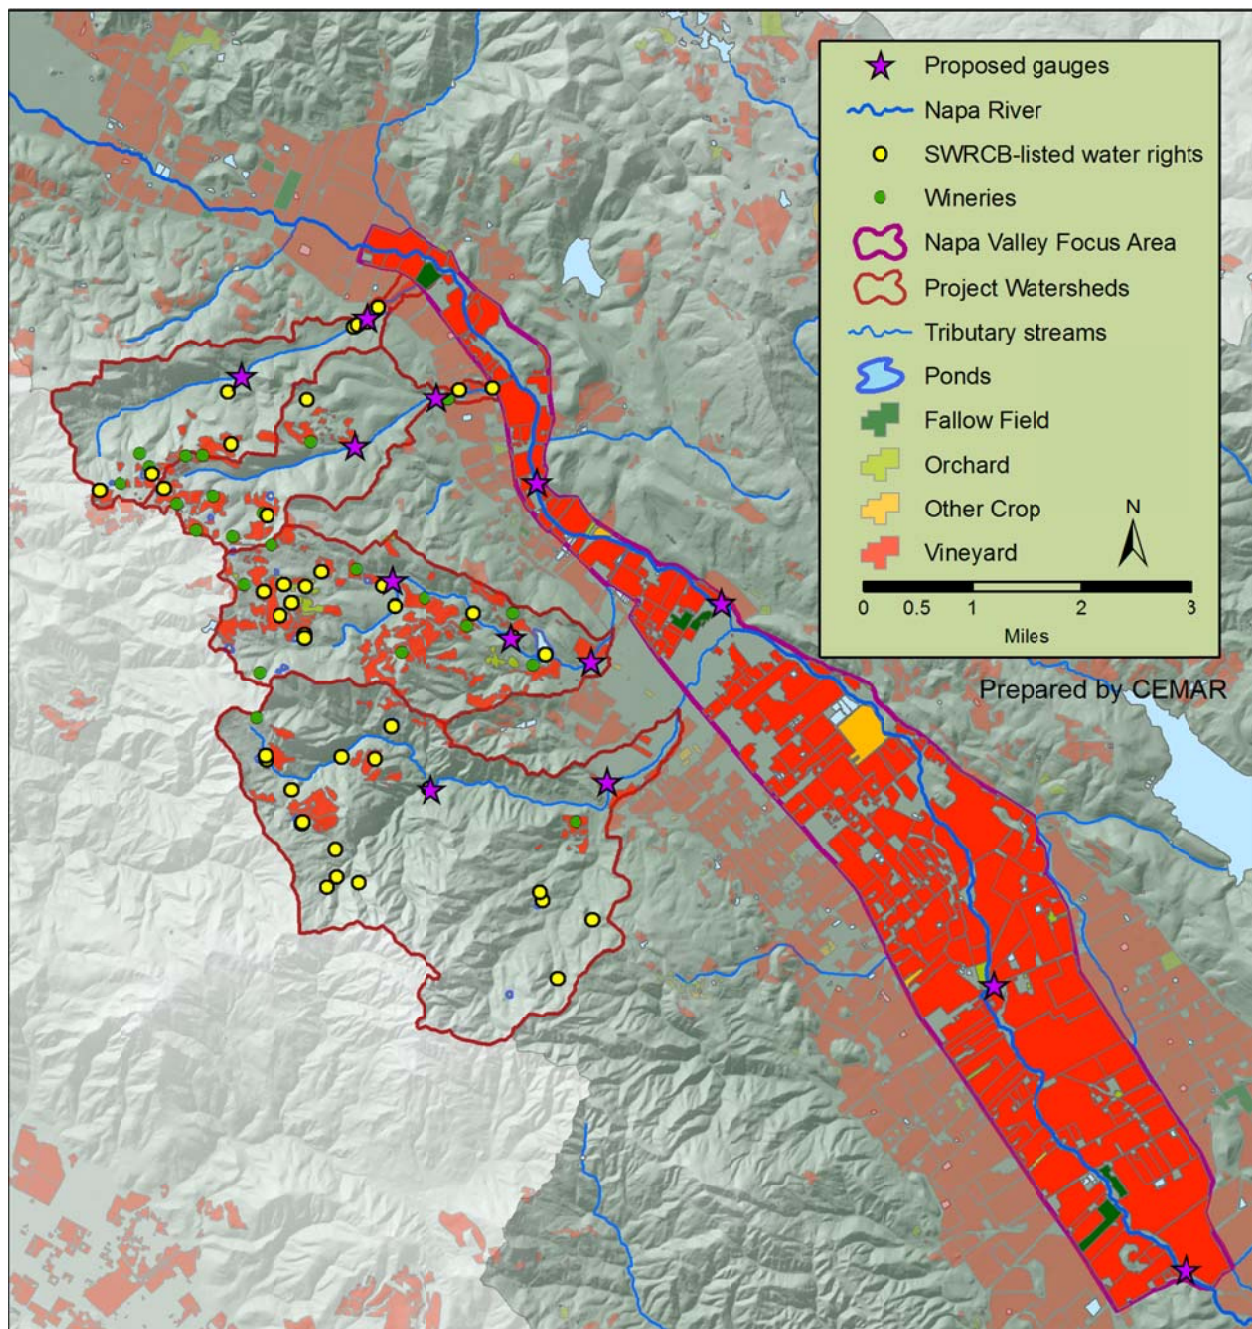 Proposed gauges
Napa River
SWRCB-listed water rights
Wineries
Napa Valley Focus Area
Project Watersheds
Tributary streams
Ponds
Fallow Field
Orchard
Other Crop
Vineyard
N
0 0.5 1 2 3
Miles
Prepared by CEMAR